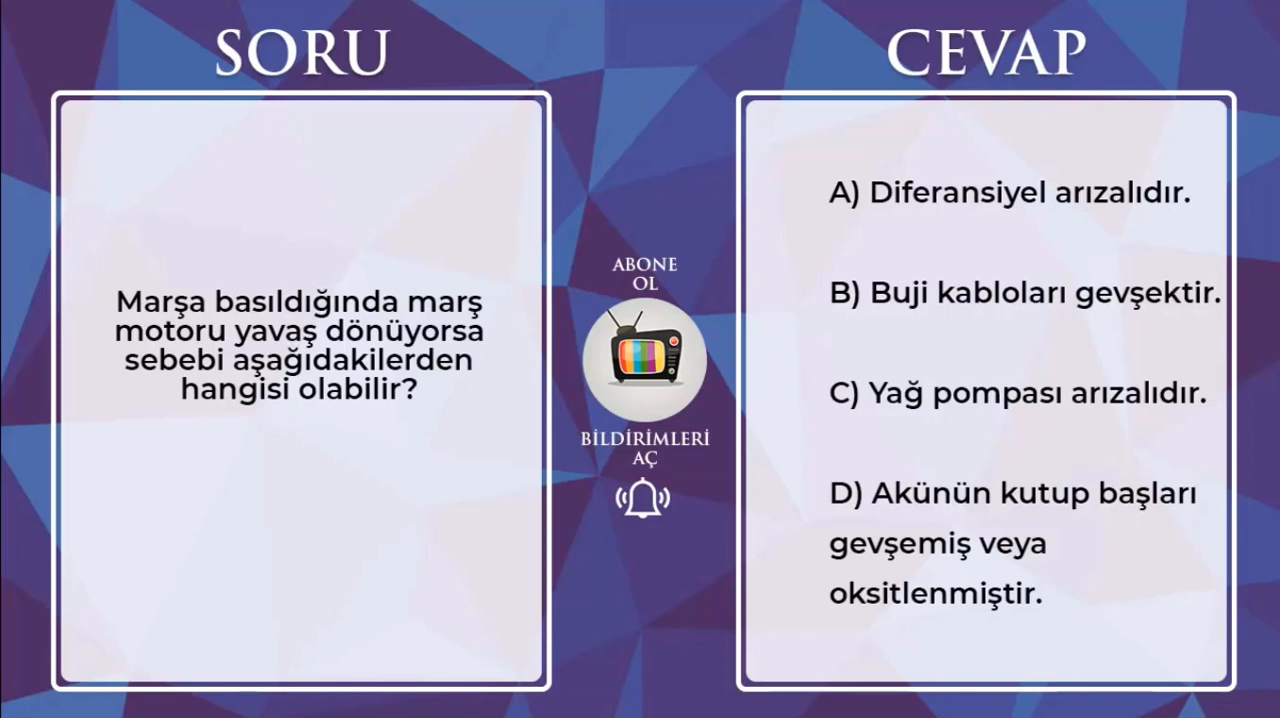 SORU
Marşa basıldığında marş
motoru yavaş dönüyorsa
sebebi aşağıdakilerden
hangisi olabilir?
ABONE
OL
BİLDİRİMLERİ
AÇ
CEVAP
A) Diferansiyel arızalıdır.
B) Buji kabloları gevşektir.
C) Yağ pompası arızalıdır.
D) Akünün kutup başları
gevşemiş veya
oksitlenmiştir.